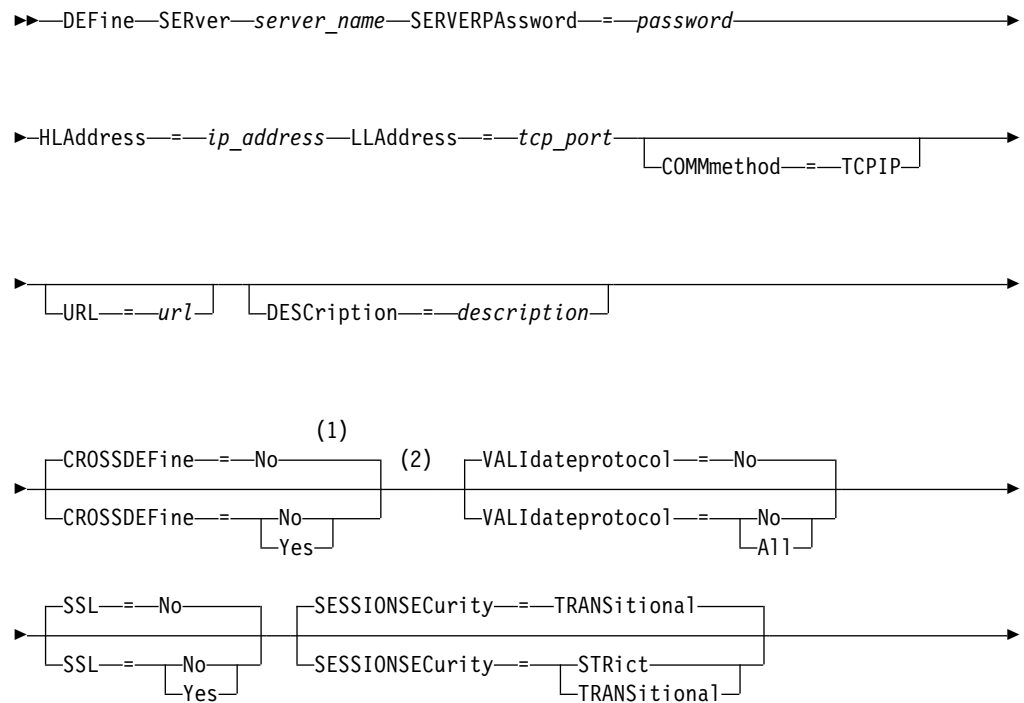 DEFine SERver server_name SERVERPAssword = password
HLAddress = ip_address LLAddress = tcp_port
COMMmethod = TCPIP
URL = url DESCription = description
(1)
CROSSDEFine = No (2) VALIdateprotocol = No
CROSSDEFine = No VALIdateprotocol = No
Yes All
SSL = No SESSIONSECurity = TRANSitional
SSL = No SESSIONSECurity = STRict
Yes TRANSitional